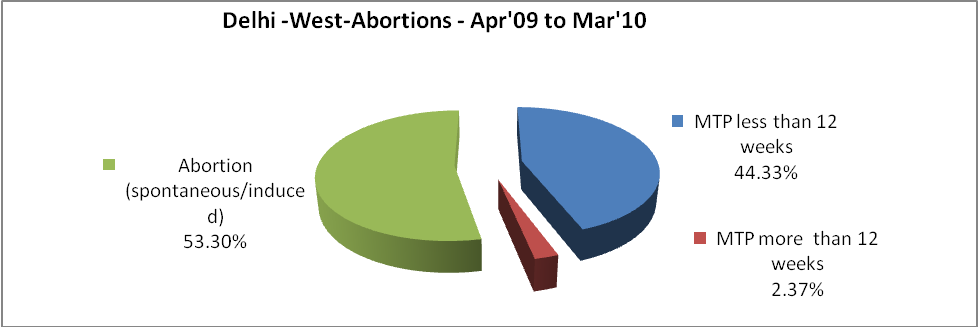 Delhi -West-Abortions - Apr'09 to Mar'10
MTP less than 12
weeks
44.33%
Abortion
(spontaneous/induce
d)
53.30%
MTP more than 12
weeks
2.37%